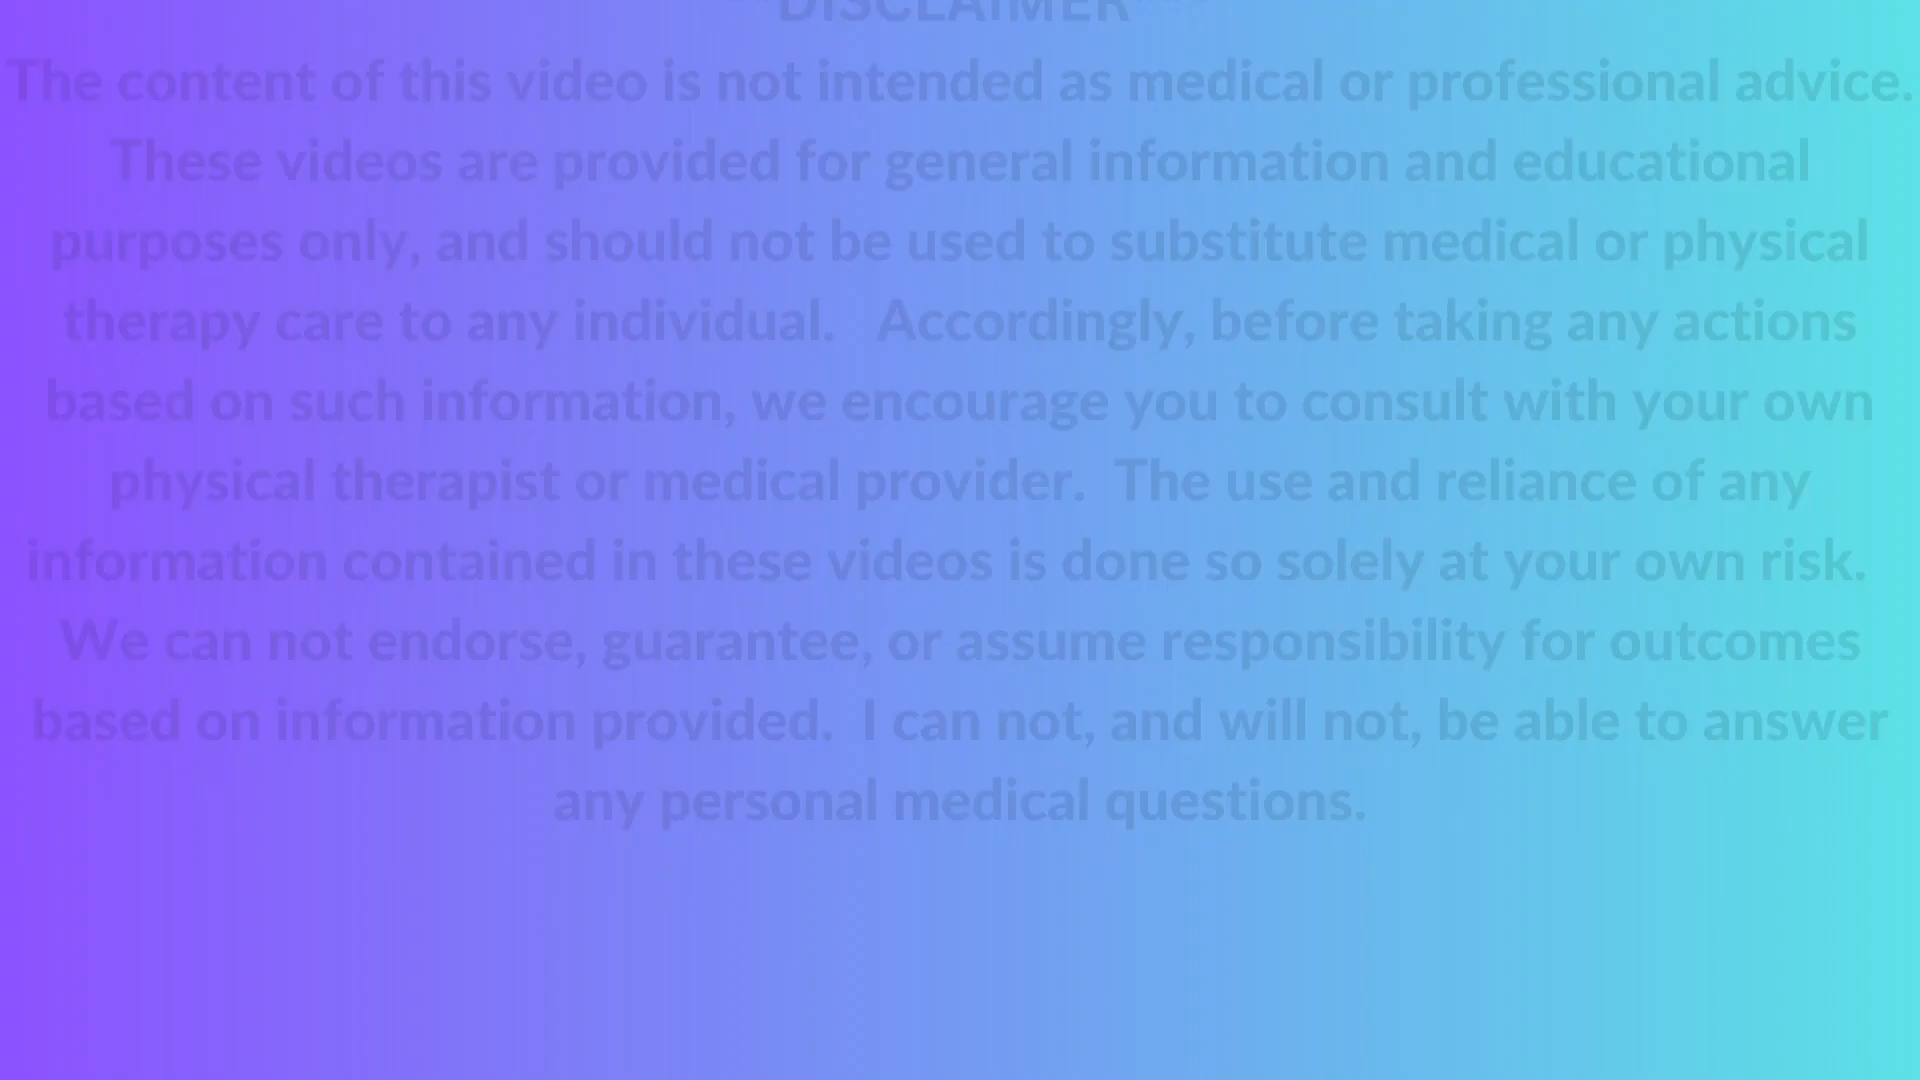 ***DISCLAIMER***
The content of this video is not intended as medical or professional advice.
These videos are provided for general information and educational
purposes only, and should not be used to substitute medical or physical
therapy care to any individual.   Accordingly, before taking any actions
based on such information, we encourage you to consult with your own
physical therapist or medical provider.  The use and reliance of any
information contained in these videos is done so solely at your own risk.
We can not endorse, guarantee, or assume responsibility for outcomes
based on information provided.  I can not, and will not, be able to answer
any personal medical questions.